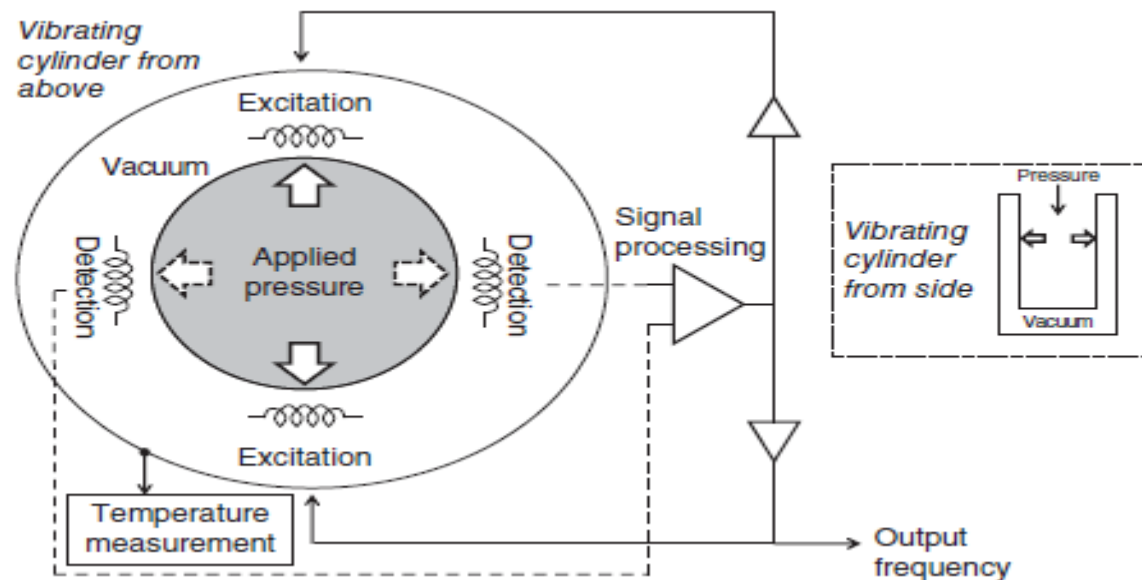 Vibrating
cylinder from
above
Excitation
Vacuum
Detection
Applied
pressure
Detection
Signal
processing
Excitation
Temperature
measurement
Output
frequency
Pressure
Vibrating
cylinder
from side
Vacuum